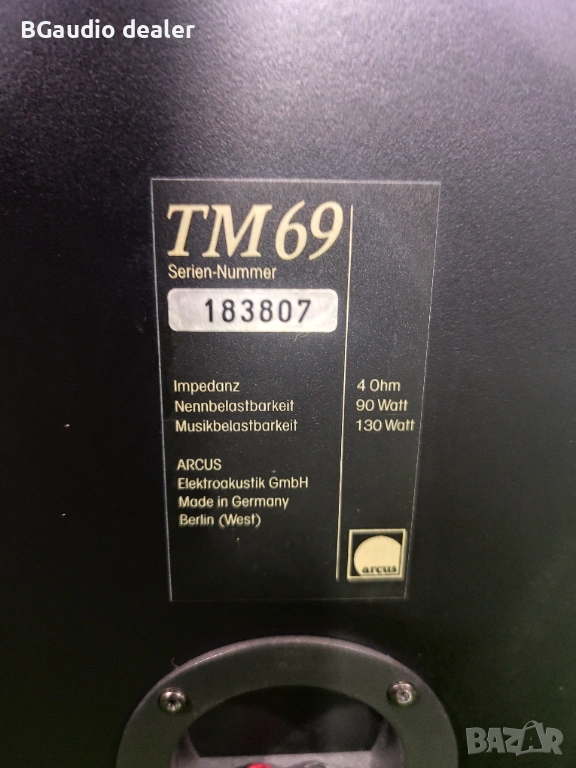 BGaudio dealer
TM69
Serien-Nummer
183807
Impedanz 4 Ohm
Nennbelastbarkeit 90 Watt
Musikbelastbarkeit 130 Watt
ARCUS
Elektroakustik GmbH
Made in Germany
Berlin (West)
arcus
BAZAR